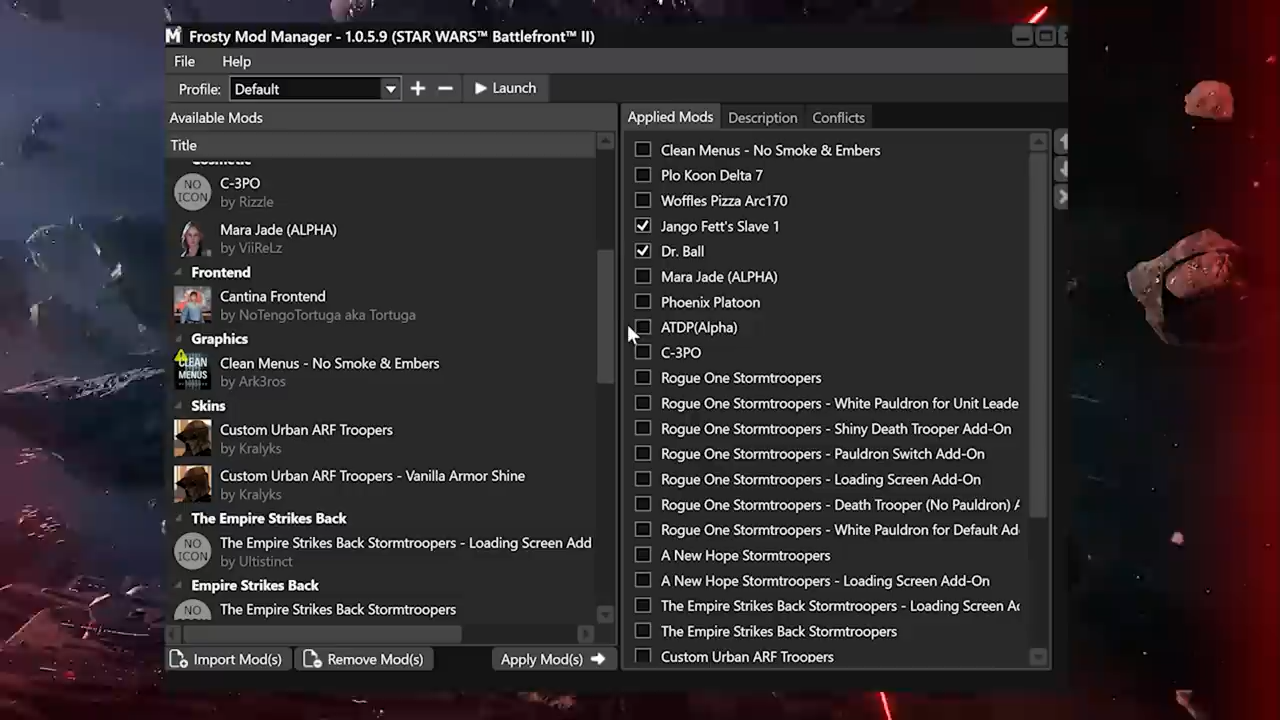 Frosty Mod Manager - 1.0.5.9 (STAR WARS™ Battlefront™ II)
File Help
Profile: Default + − Launch
Available Mods
Title
Cosmetic
NO ICON
C-3PO
by Rizzle
Mara Jade (ALPHA)
by ViiReLz
Frontend
Cantina Frontend
by NoTengoTortuga aka Tortuga
Graphics
CLEAN MENUS
Clean Menus - No Smoke & Embers
by Ark3ros
Skins
Custom Urban ARF Troopers
by Kralyks
Custom Urban ARF Troopers - Vanilla Armor Shine
by Kralyks
The Empire Strikes Back
NO ICON
The Empire Strikes Back Stormtroopers - Loading Screen Add
by Ultistinct
Empire Strikes Back
NO
The Empire Strikes Back Stormtroopers
Import Mod(s) Remove Mod(s) Apply Mod(s)
Applied Mods Description Conflicts
Clean Menus - No Smoke & Embers
Plo Koon Delta 7
Woffles Pizza Arc170
Jango Fett's Slave 1
Dr. Ball
Mara Jade (ALPHA)
Phoenix Platoon
ATDP(Alpha)
C-3PO
Rogue One Stormtroopers
Rogue One Stormtroopers - White Pauldron for Unit Leade
Rogue One Stormtroopers - Shiny Death Trooper Add-On
Rogue One Stormtroopers - Pauldron Switch Add-On
Rogue One Stormtroopers - Loading Screen Add-On
Rogue One Stormtroopers - Death Trooper (No Pauldron) A
Rogue One Stormtroopers - White Pauldron for Default Ad
A New Hope Stormtroopers
A New Hope Stormtroopers - Loading Screen Add-On
The Empire Strikes Back Stormtroopers - Loading Screen Ad
The Empire Strikes Back Stormtroopers
Custom Urban ARF Troopers